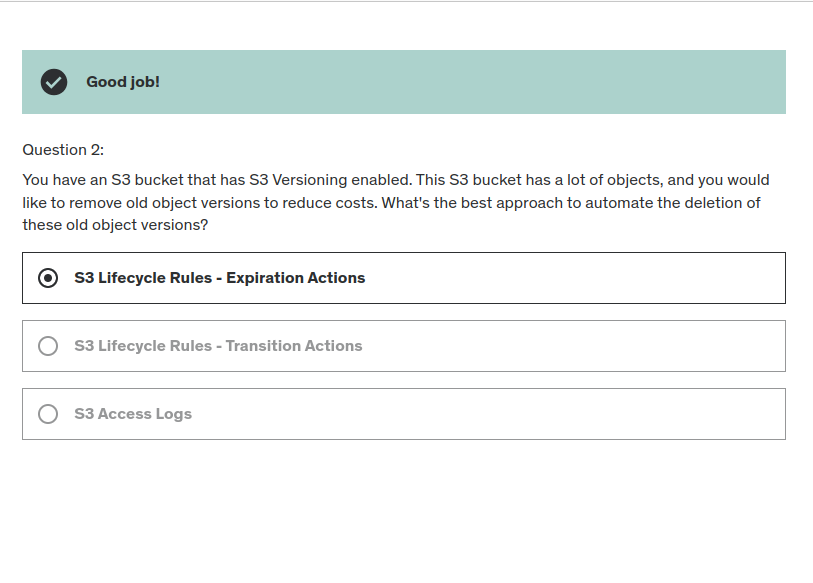 Good job!
Question 2:
You have an S3 bucket that has S3 Versioning enabled. This S3 bucket has a lot of objects, and you would
like to remove old object versions to reduce costs. What's the best approach to automate the deletion of
these old object versions?
S3 Lifecycle Rules - Expiration Actions
S3 Lifecycle Rules - Transition Actions
S3 Access Logs